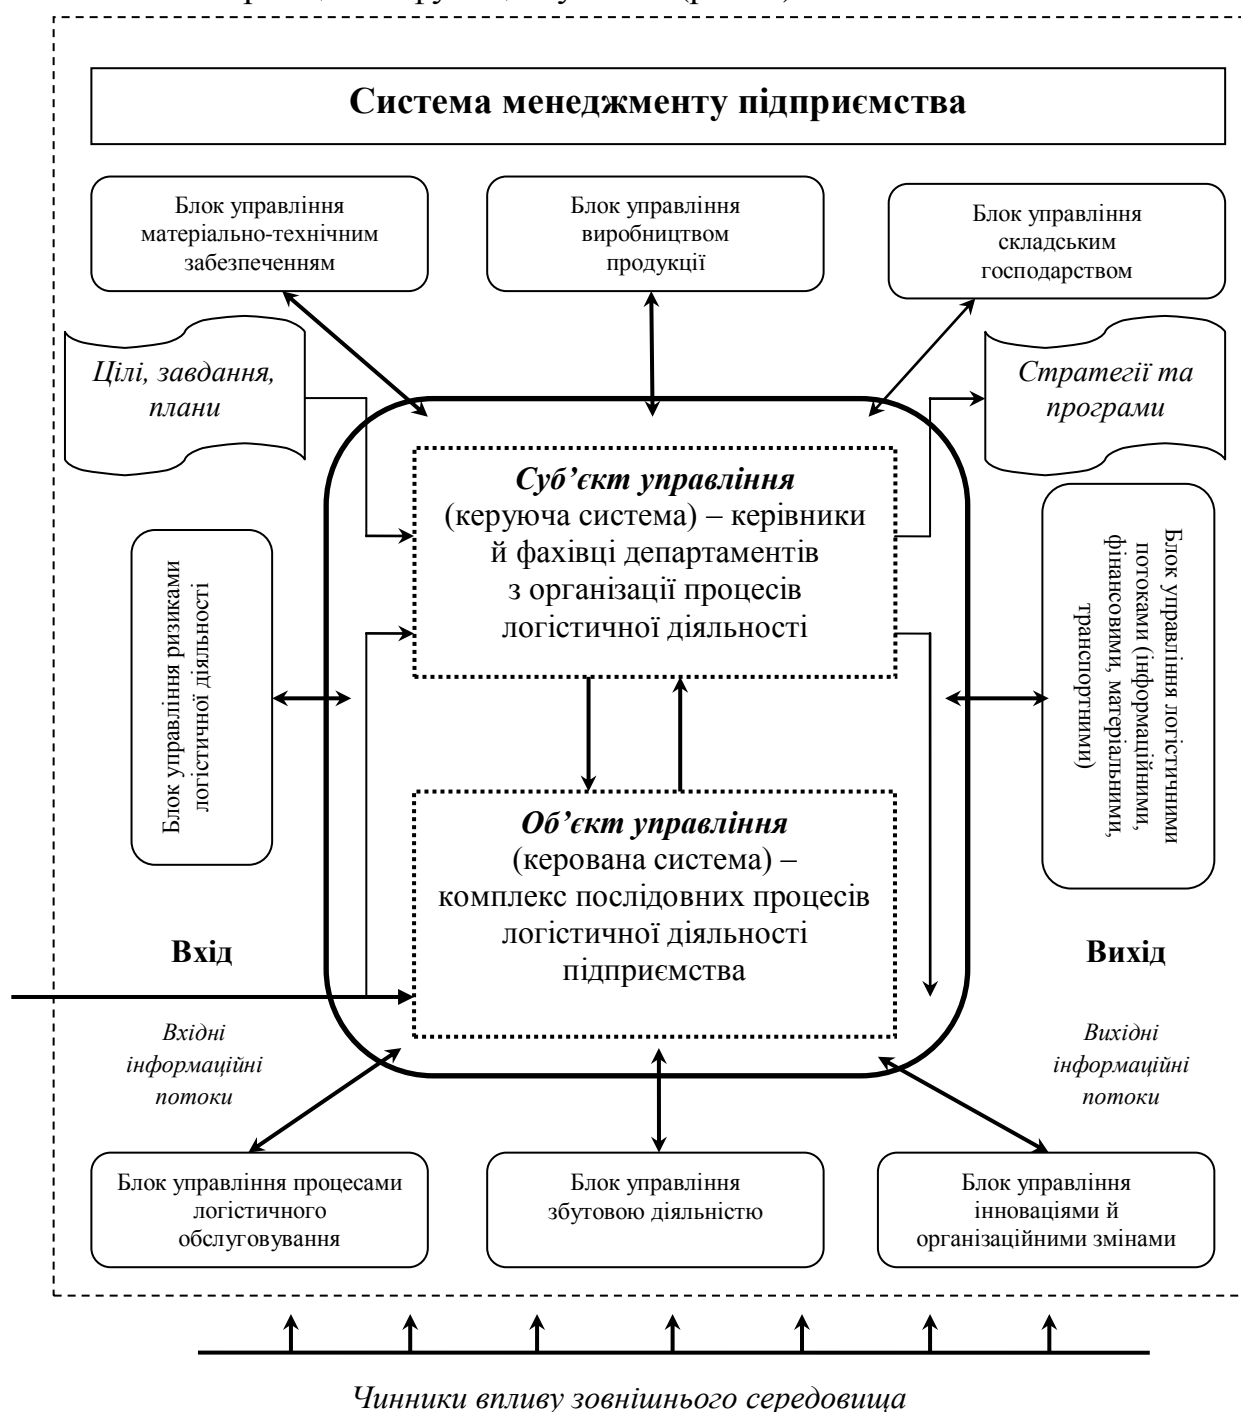 Система менеджменту підприємства
Блок управління
матеріально-технічним
забезпеченням
Блок управління
виробництвом
продукції
Блок управління
складським
господарством
Цілі, завдання,
плани
Стратегії та
програми
Суб’єкт управління
(керуюча система) – керівники
й фахівці департаментів
з організації процесів
логістичної діяльності
Блок управління ризиками
логістичної діяльності
Блок управління логістичними
потоками (інформаційними,
фінансовими, матеріальними,
транспортними)
Об’єкт управління
(керована система) –
комплекс послідовних процесів
логістичної діяльності
підприємства
Вхід
Вихід
Вхідні
інформаційні
потоки
Вихідні
інформаційні
потоки
Блок управління процесами
логістичного
обслуговування
Блок управління
збутовою діяльністю
Блок управління
інноваціями й
організаційними змінами
Чинники впливу зовнішнього середовища